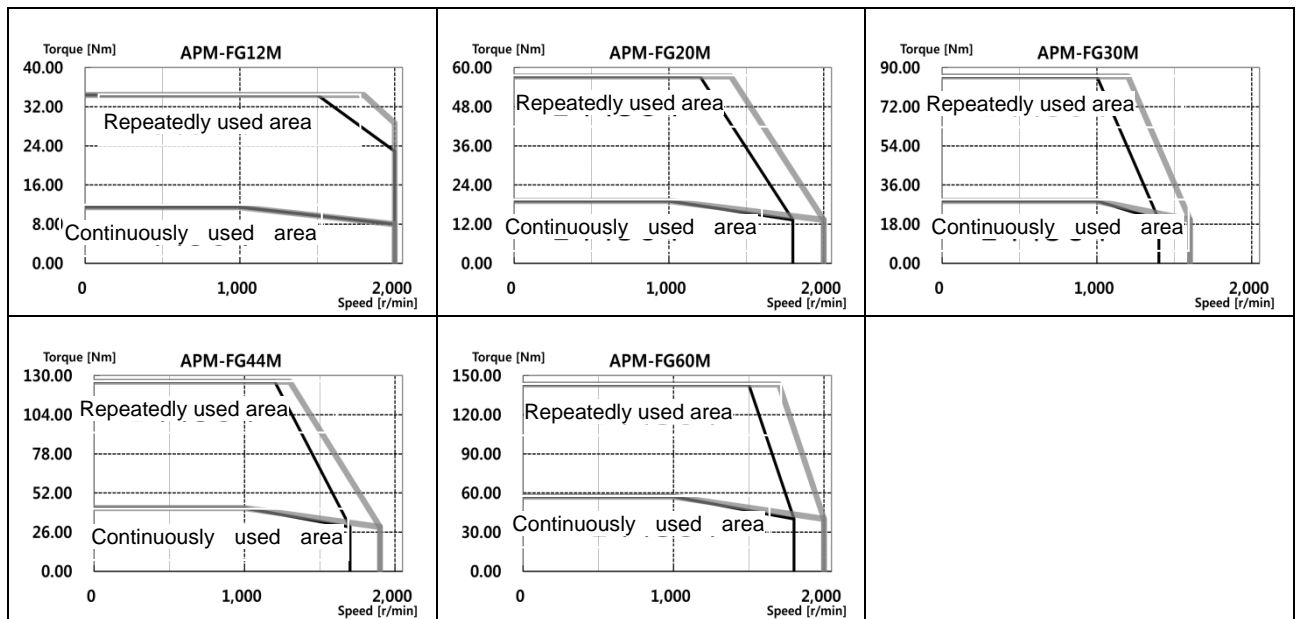 Torque [Nm] APM-FG12M
40.00
32.00
Repeatedly used area
24.00
16.00
8.00
Continuously used area
0.00
0 1,000 2,000
Speed [r/min]
Torque [Nm] APM-FG20M
60.00
48.00
Repeatedly used area
36.00
24.00
12.00
Continuously used area
0.00
0 1,000 2,000
Speed [r/min]
Torque [Nm] APM-FG30M
90.00
72.00
Repeatedly used area
54.00
36.00
18.00
Continuously used area
0.00
0 1,000 2,000
Speed [r/min]
Torque [Nm] APM-FG44M
130.00
104.00
Repeatedly used area
78.00
52.00
26.00
Continuously used area
0.00
0 1,000 2,000
Speed [r/min]
Torque [Nm] APM-FG60M
150.00
120.00
Repeatedly used area
90.00
60.00
30.00
Continuously used area
0.00
0 1,000 2,000
Speed [r/min]